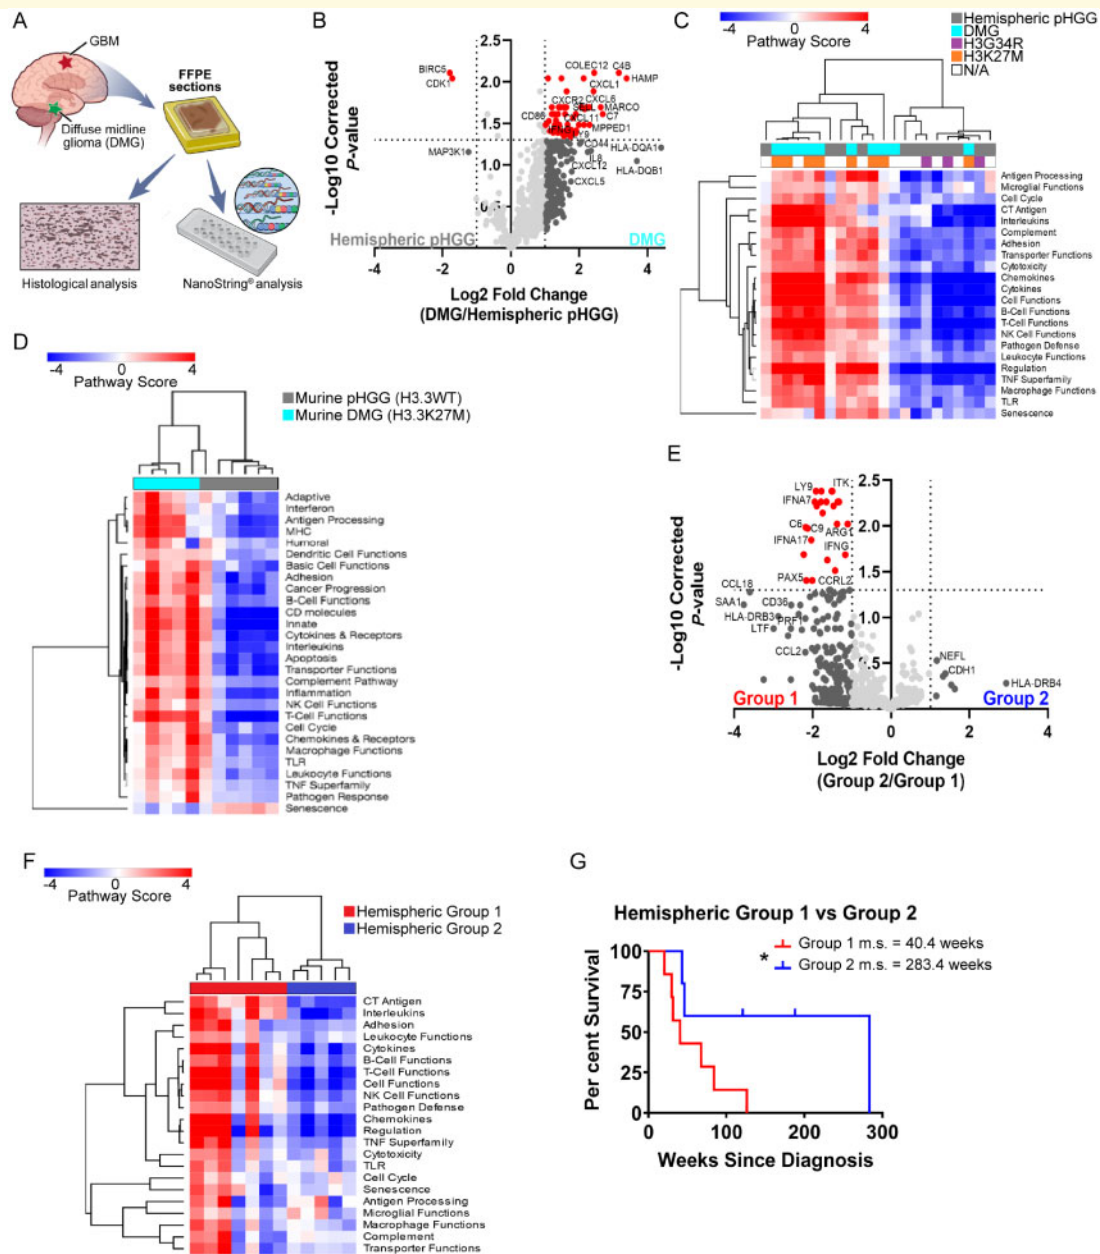 A
GBM
FFPE
SECTIONS
Diffuse midline
glioma (DMG)
Histological analysis
NanoString® analysis
B
2.5
2.0
1.5
1.0
0.5
-Log10 Corrected
P-value
BIRC5
CDK1
MAP3K1
COLEC12
C4B
HAMP
CXCL1
CXCR2
CXCL6
SELL
MARCO
CD86
CXCL11
C7
IFNG
LY9
MPPED1
CD44
HLA-DQA1
IL8
CXCL12
HLA-DQB1
CXCL5
Hemispheric pHGG
DMG
-4
-2
0
2
4
Log2 Fold Change
(DMG/Hemispheric pHGG)
C
-4
0
4
Pathway Score
Hemispheric pHGG
DMG
H3G34R
H3K27M
N/A
Antigen Processing
Microglial Functions
Cell Cycle
CT Antigen
Interleukins
Complement
Adhesion
Transporter Functions
Cytotoxicity
Chemokines
Cytokines
Cell Functions
B-Cell Functions
T-Cell Functions
NK Cell Functions
Pathogen Defense
Leukocyte Functions
Regulation
TNF Superfamily
Macrophage Functions
TLR
Senescence
D
-4
0
4
Pathway Score
Murine pHGG (H3.3WT)
Murine DMG (H3.3K27M)
Adaptive
Interferon
Antigen Processing
MHC
Humoral
Dendritic Cell Functions
Basic Cell Functions
Adhesion
Cancer Progression
B-Cell Functions
CD molecules
Innate
Cytokines & Receptors
Interleukins
Apoptosis
Transporter Functions
Complement Pathway
Inflammation
NK Cell Functions
T-Cell Functions
Cell Cycle
Chemokines & Receptors
Macrophage Functions
TLR
Leukocyte Functions
TNF Superfamily
Pathogen Response
Senescence
E
2.5
2.0
1.5
1.0
0.5
-Log10 Corrected
P-value
LY9
ITK
IFNA7
C6
C9
ARG1
IFNA17
IFNG
PAX5
CCRL2
CCL18
SAA1
CD36
HLA-DRB3
PRF1
LTF
CCL2
NEFL
CDH1
HLA-DRB4
Group 1
Group 2
-4
-2
0
2
4
Log2 Fold Change
(Group 2/Group 1)
F
-4
0
4
Pathway Score
Hemispheric Group 1
Hemispheric Group 2
CT Antigen
Interleukins
Adhesion
Leukocyte Functions
Cytokines
B-Cell Functions
T-Cell Functions
Cell Functions
NK Cell Functions
Pathogen Defense
Chemokines
Regulation
TNF Superfamily
Cytotoxicity
TLR
Cell Cycle
Senescence
Antigen Processing
Microglial Functions
Macrophage Functions
Complement
Transporter Functions
G
Hemispheric Group 1 vs Group 2
Group 1 m.s. = 40.4 weeks
*
Group 2 m.s. = 283.4 weeks
100
75
50
25
0
Per cent Survival
0
100
200
300
Weeks Since Diagnosis